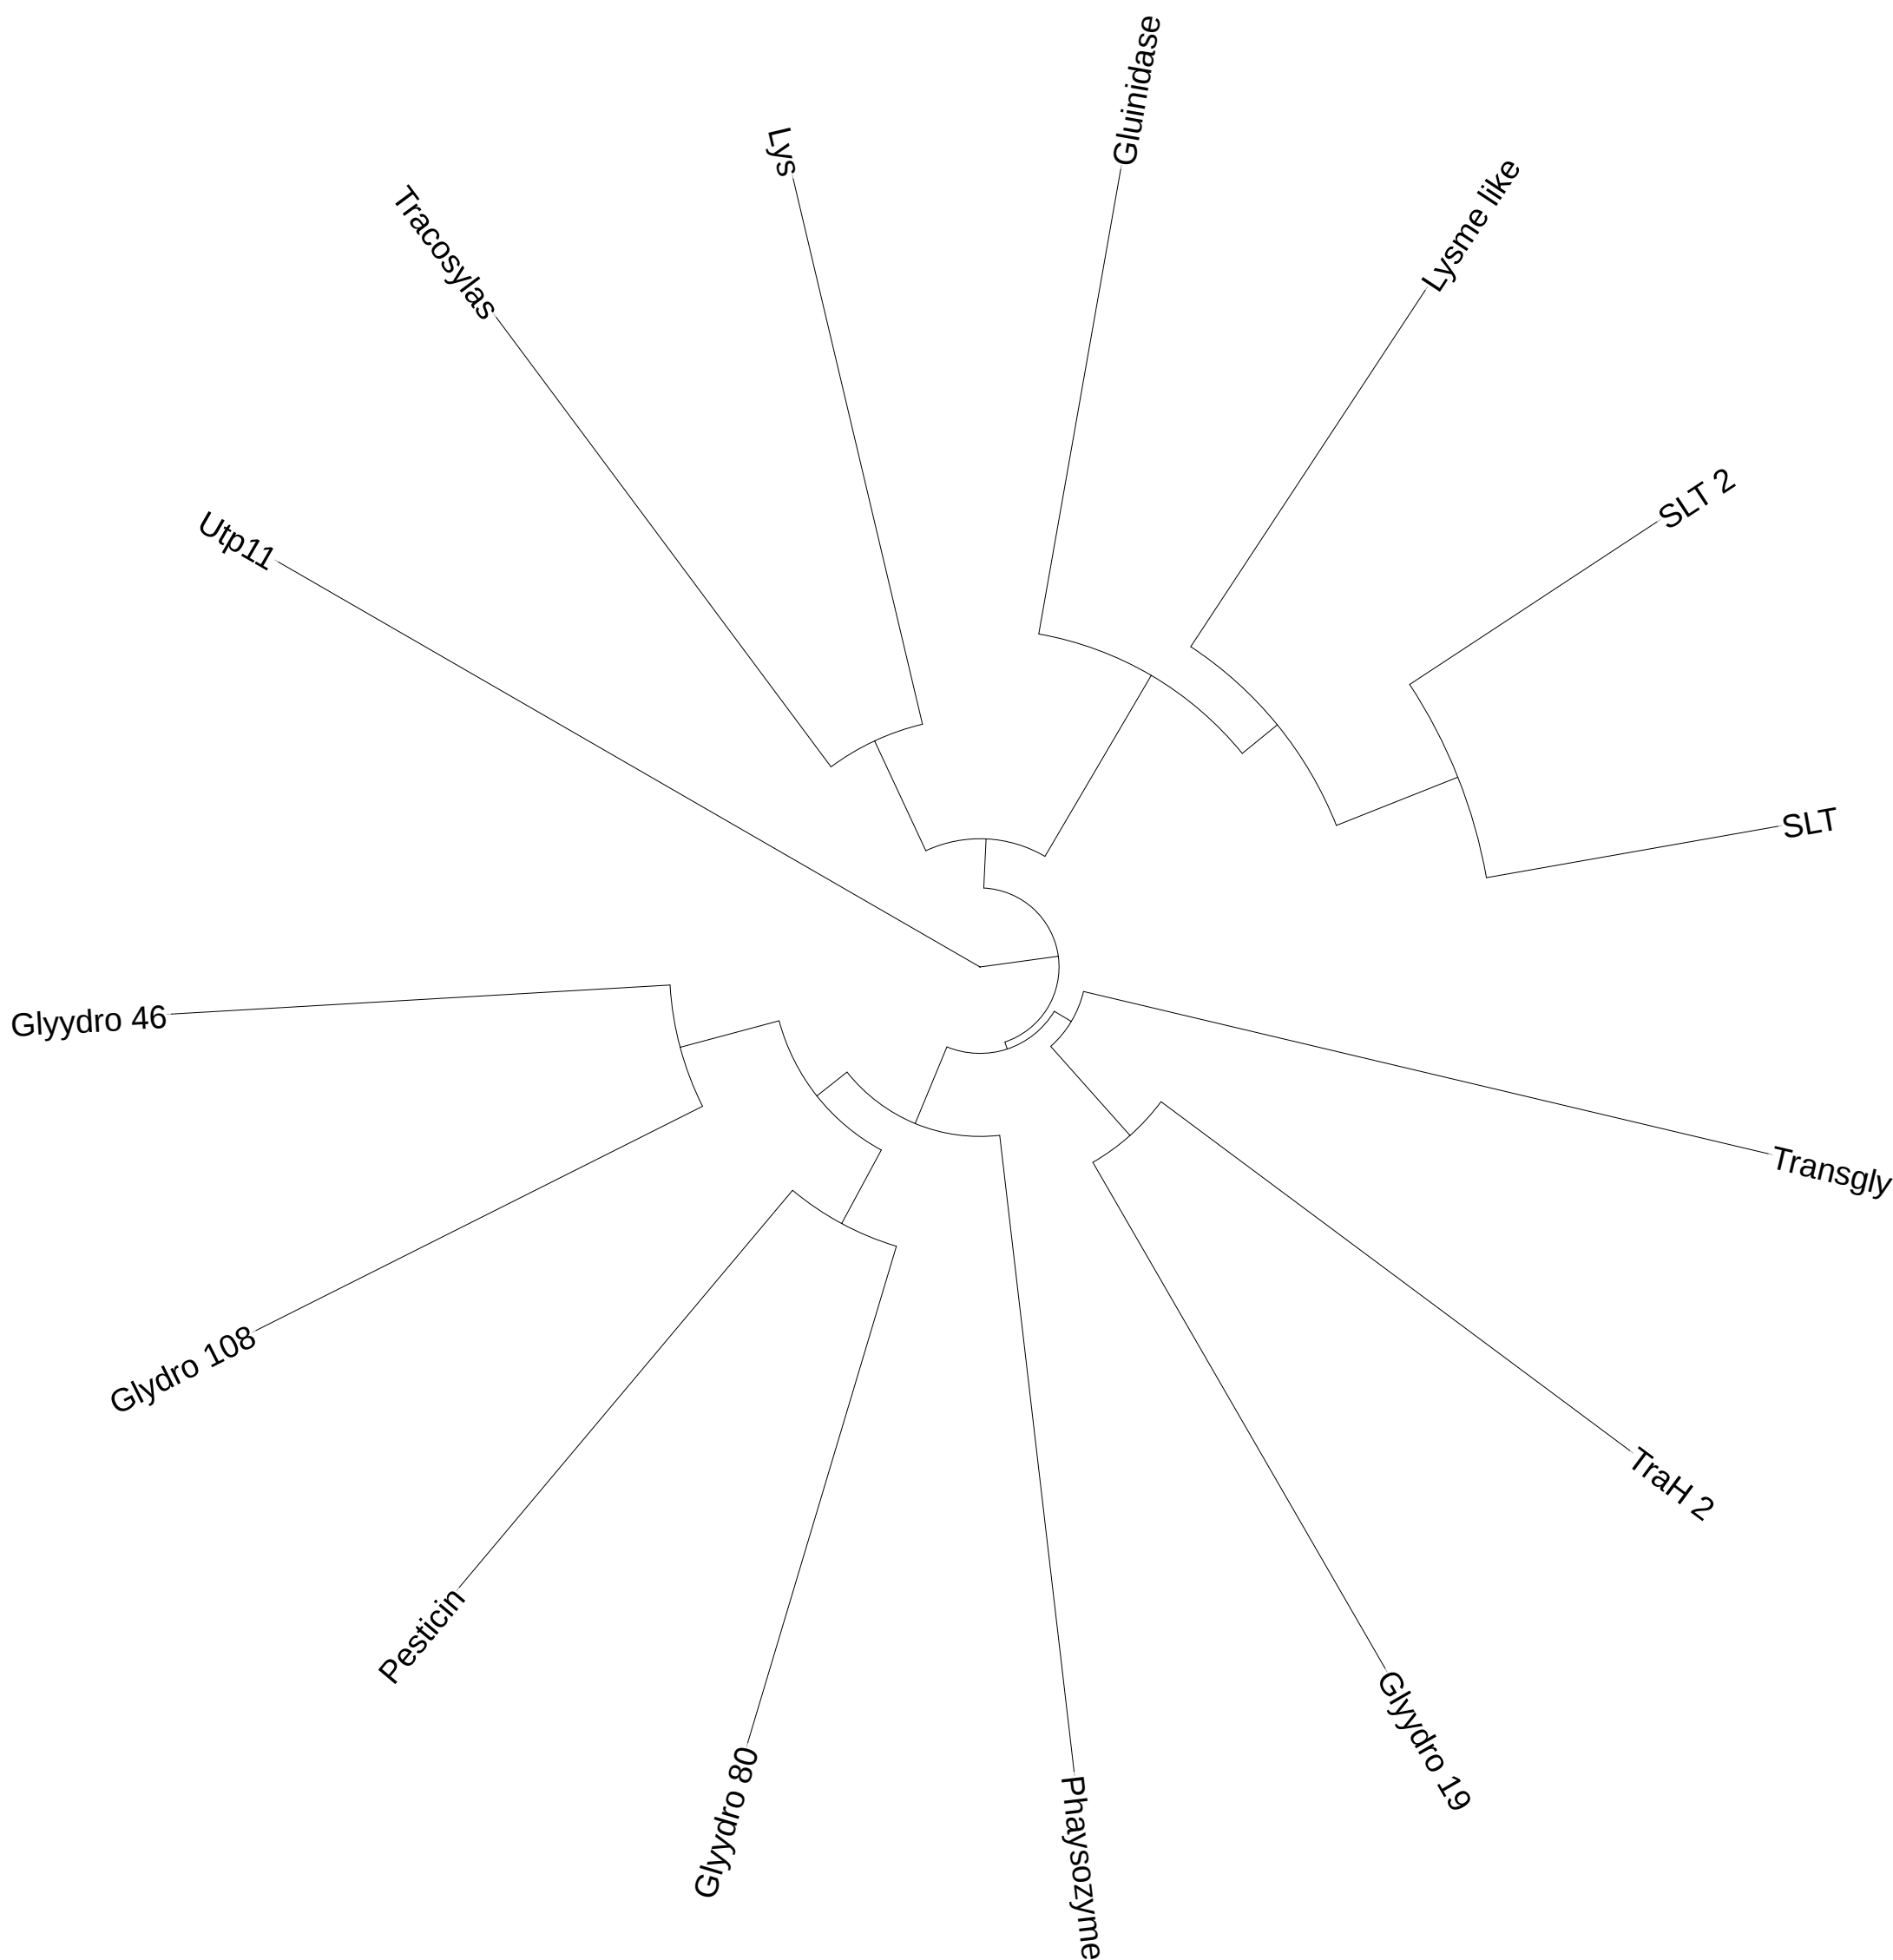 Gluinidase
Lys
Lysme like
Tracosylas
SLT 2
Utp11
SLT
Glyydro 46
Transgly
Glydro 108
TraH 2
Pesticin
Glyydro 19
Glyydro 80
Phaysozyme